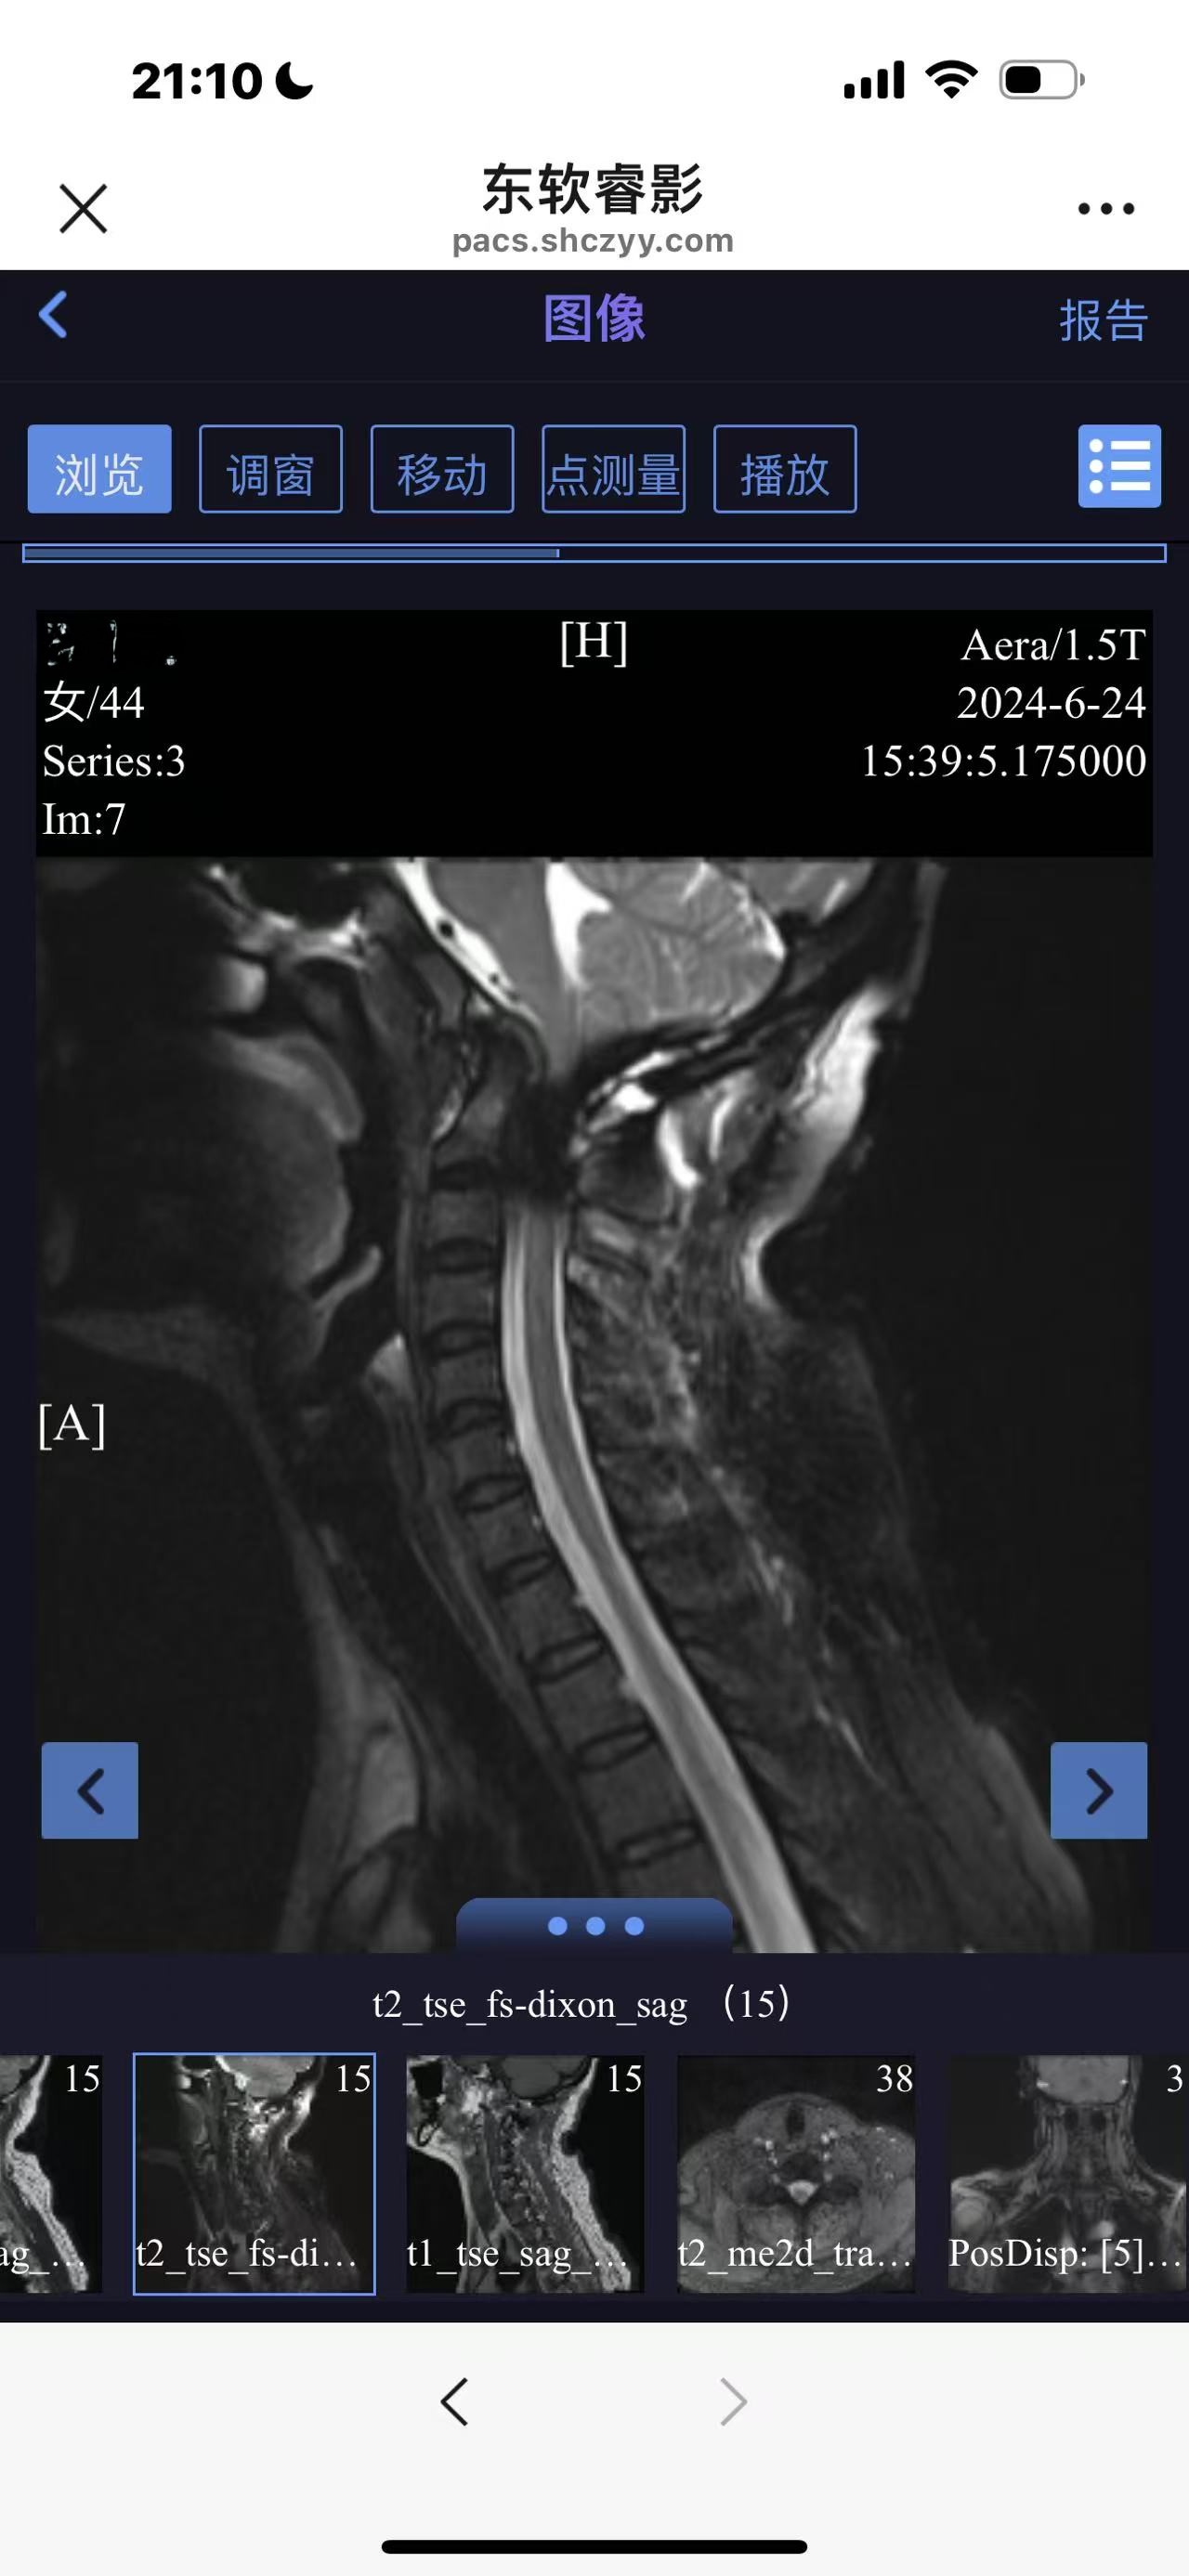 21:10
东软睿影
pacs.shczyy.com
图像
报告
浏览
调窗
移动
点测量
播放
[H]
Aera/1.5T
女/44
2024-6-24
Series:3
15:39:5.175000
Im:7
[A]
t2_tse_fs-dixon_sag （15）
15
15
15
38
3
ag_...
t2_tse_fs-di...
t1_tse_sag_...
t2_me2d_tra...
PosDisp: [5]...